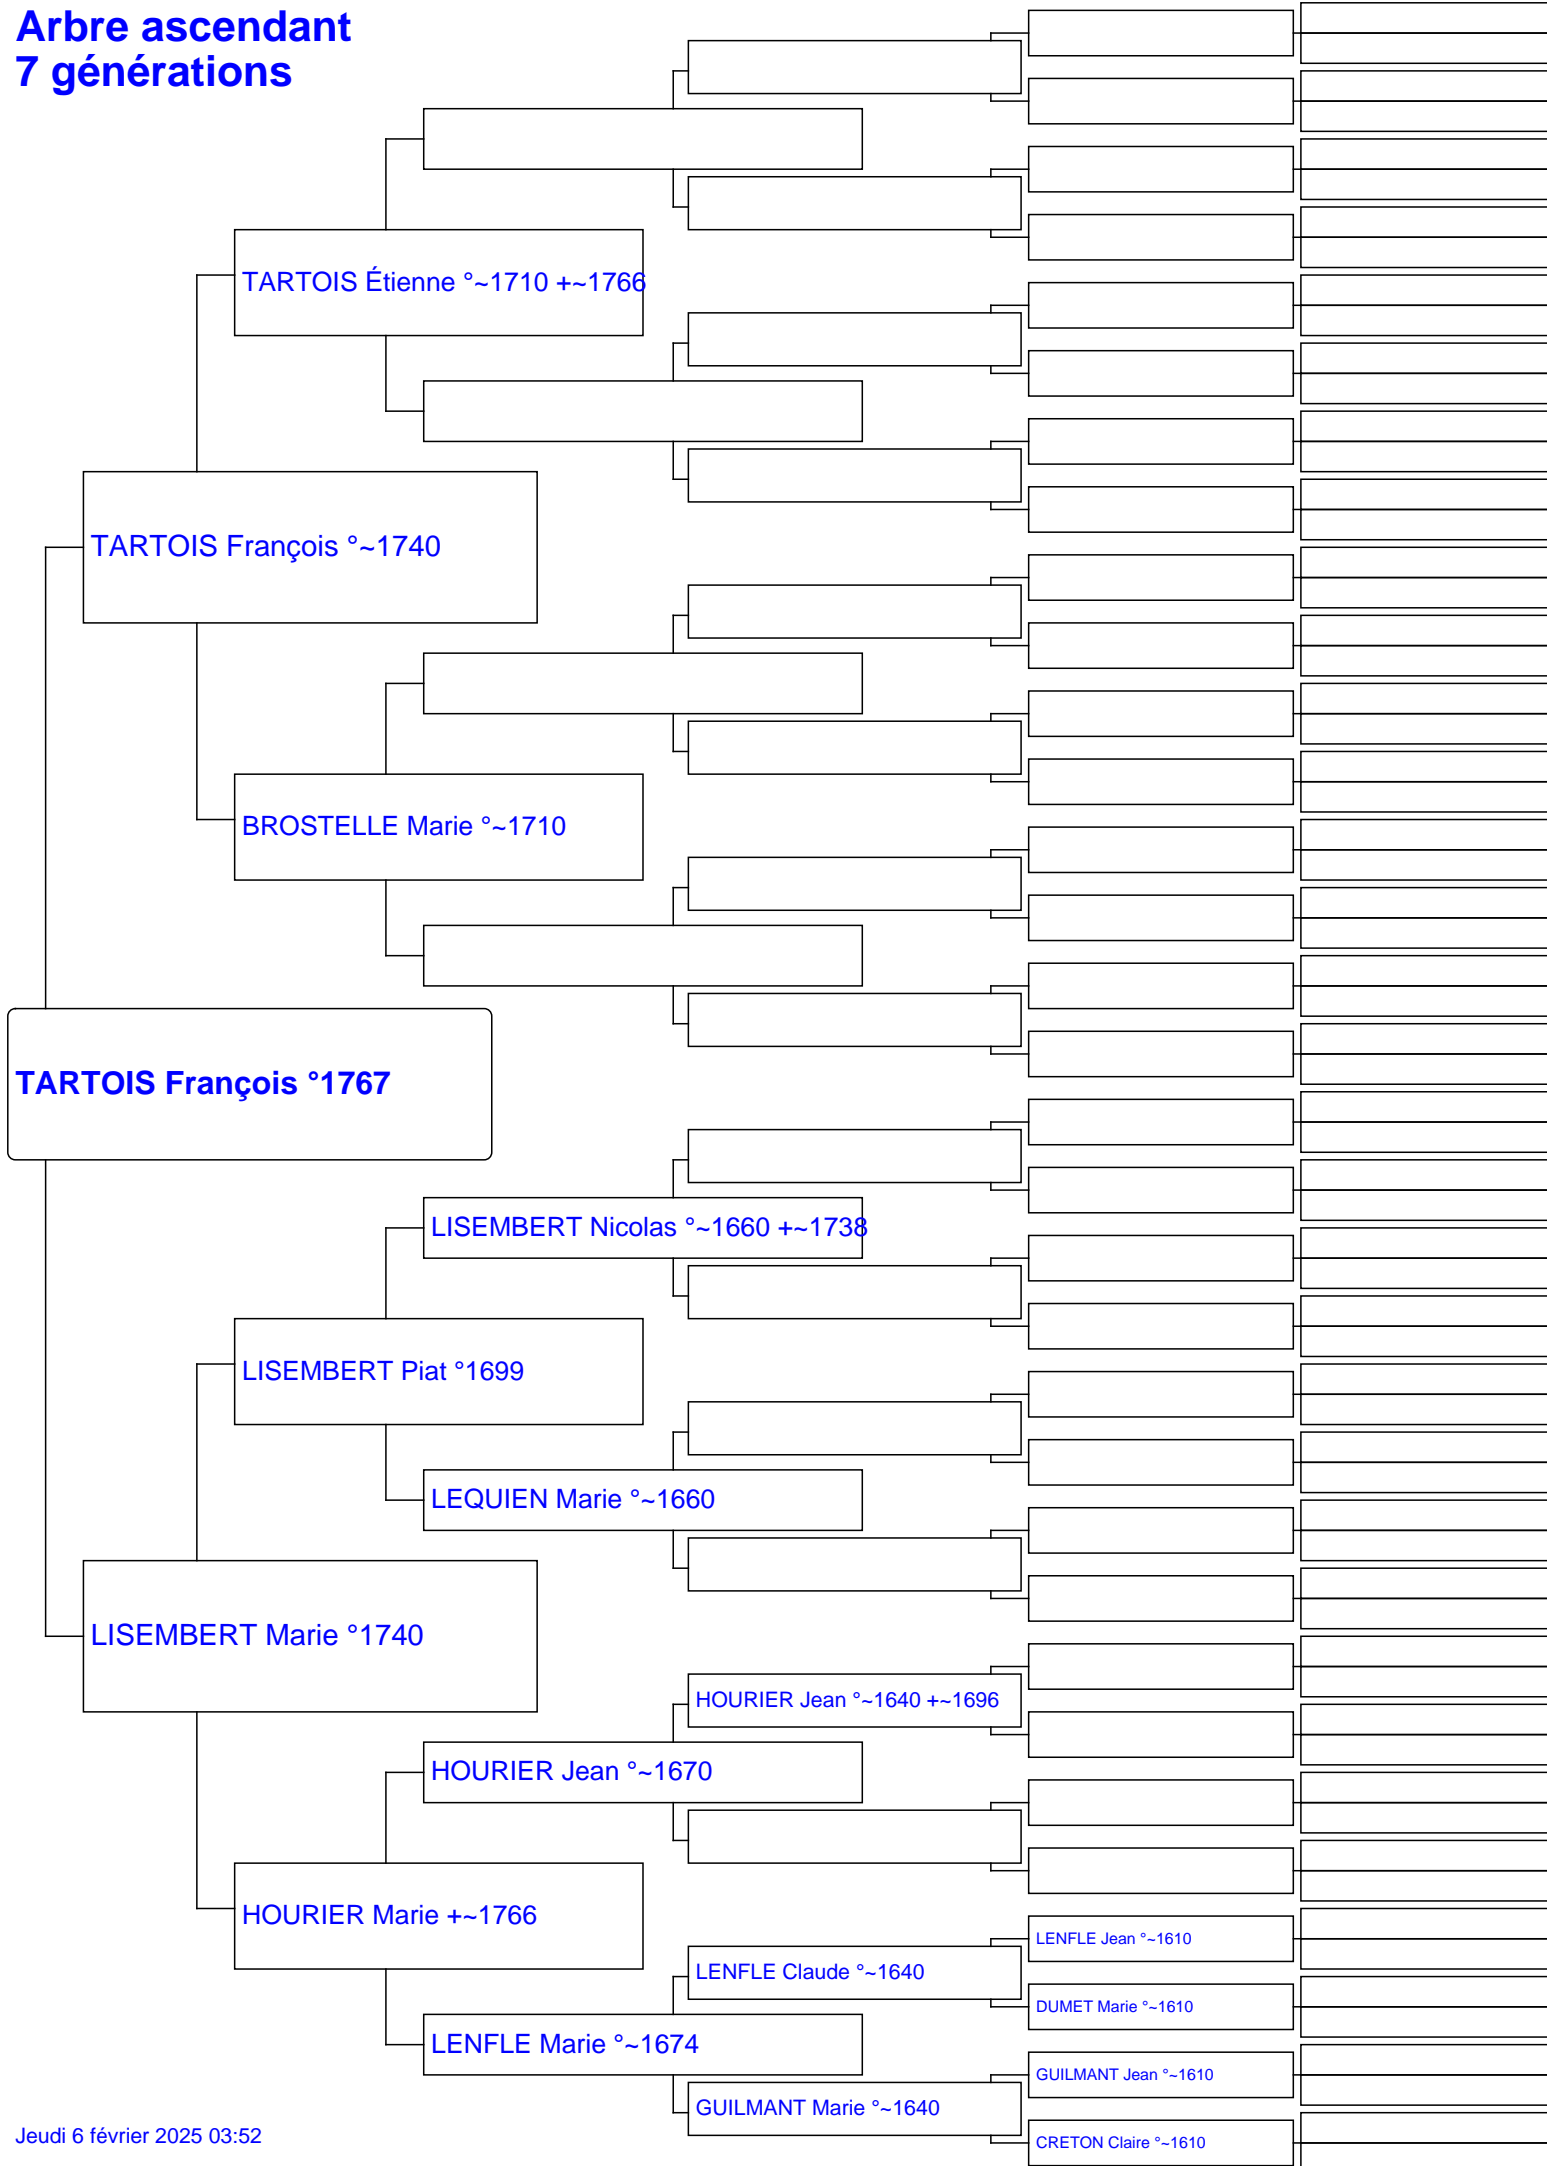 Arbre ascendant
7 générations
TARTOIS Étienne °~1710 +~1766
TARTOIS François °~1740
BROSTELLE Marie °~1710
TARTOIS François °1767
LISEMBERT Nicolas °~1660 +~1738
LISEMBERT Piat °1699
LEQUIEN Marie °~1660
LISEMBERT Marie °1740
HOURIER Jean °~1640 +~1696
HOURIER Jean °~1670
HOURIER Marie +~1766
LENFLE Jean °~1610
LENFLE Claude °~1640
DUMET Marie °~1610
LENFLE Marie °~1674
GUILMANT Jean °~1610
GUILMANT Marie °~1640
CRETON Claire °~1610
Jeudi 6 février 2025 03:52